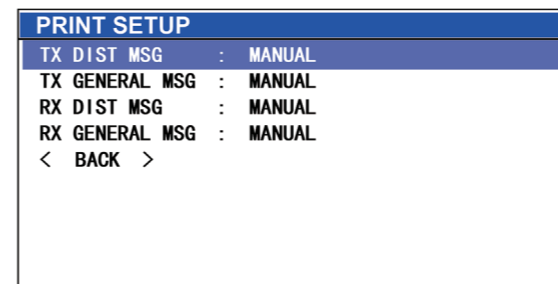 PRINT SETUP
TX DIST MSG : MANUAL
TX GENERAL MSG : MANUAL
RX DIST MSG : MANUAL
RX GENERAL MSG : MANUAL
< BACK >